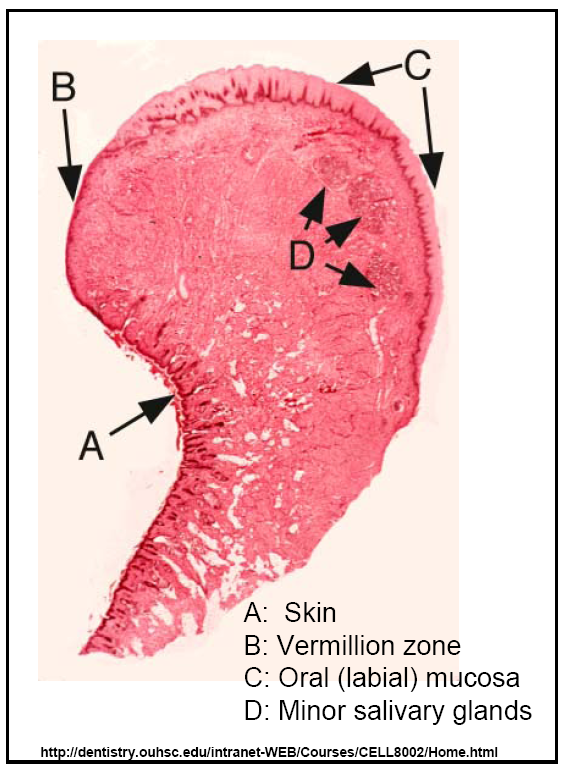 C
B
D
A
A: Skin
B: Vermillion zone
C: Oral (labial) mucosa
D: Minor salivary glands
http://dentistry.ouhsc.edu/intranet-WEB/Courses/CELL8002/Home.html